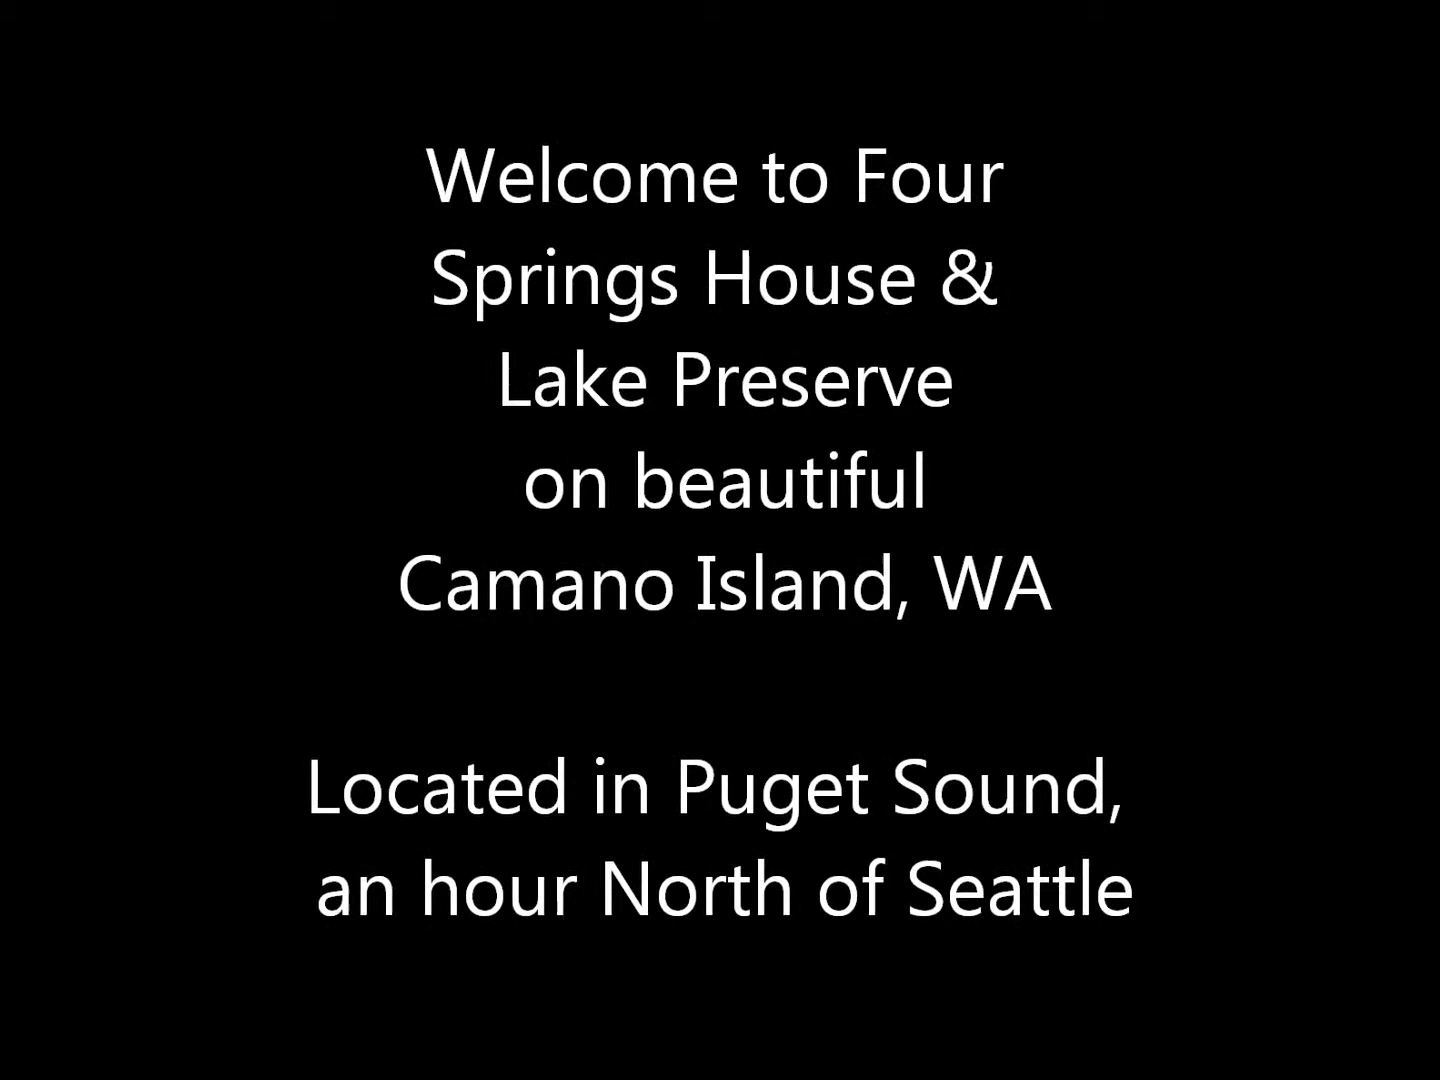 Welcome to Four
Springs House &
Lake Preserve
on beautiful
Camano Island, WA
Located in Puget Sound,
an hour North of Seattle